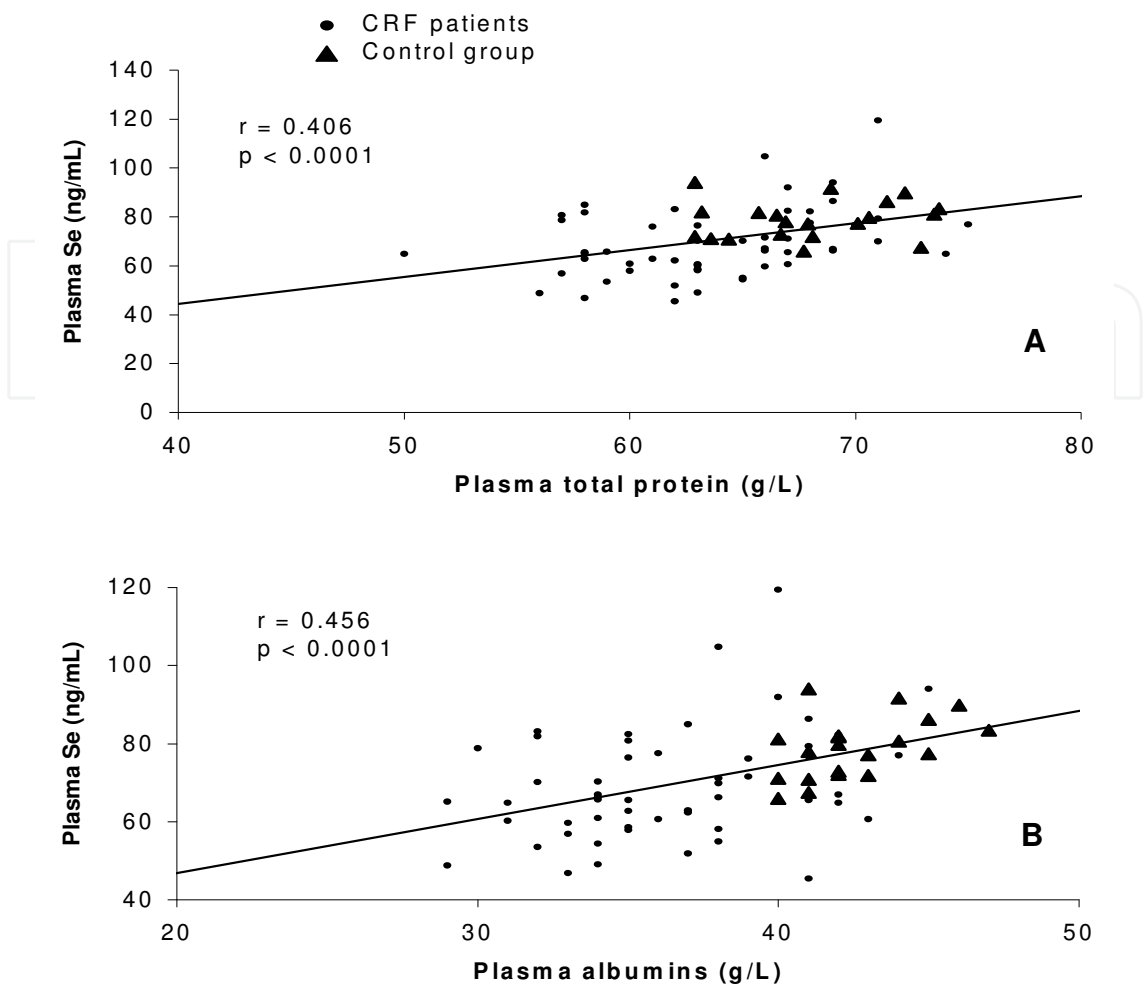 CRF patients
Control group
140
120
100
80
60
40
20
0
r = 0.406
p < 0.0001
A
40 50 60 70 80
Plasma Se (ng/mL)
Plasma total protein (g/L)
120
100
80
60
40
r = 0.456
p < 0.0001
B
20 30 40 50
Plasma Se (ng/mL)
Plasma albumins (g/L)